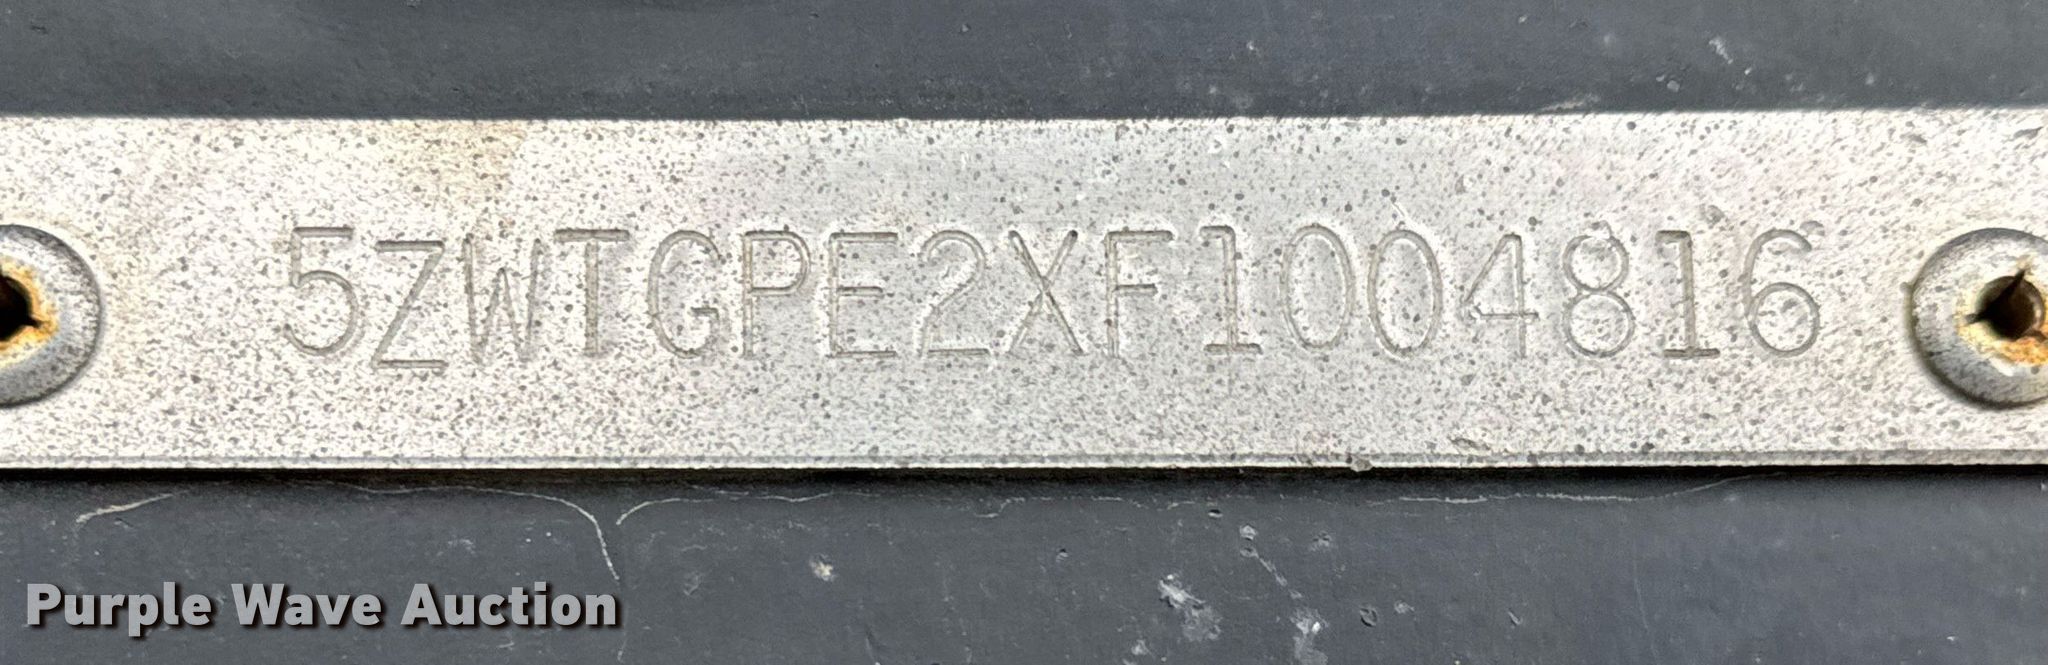 5ZWTGPE2XF1004816
Purple Wave Auction